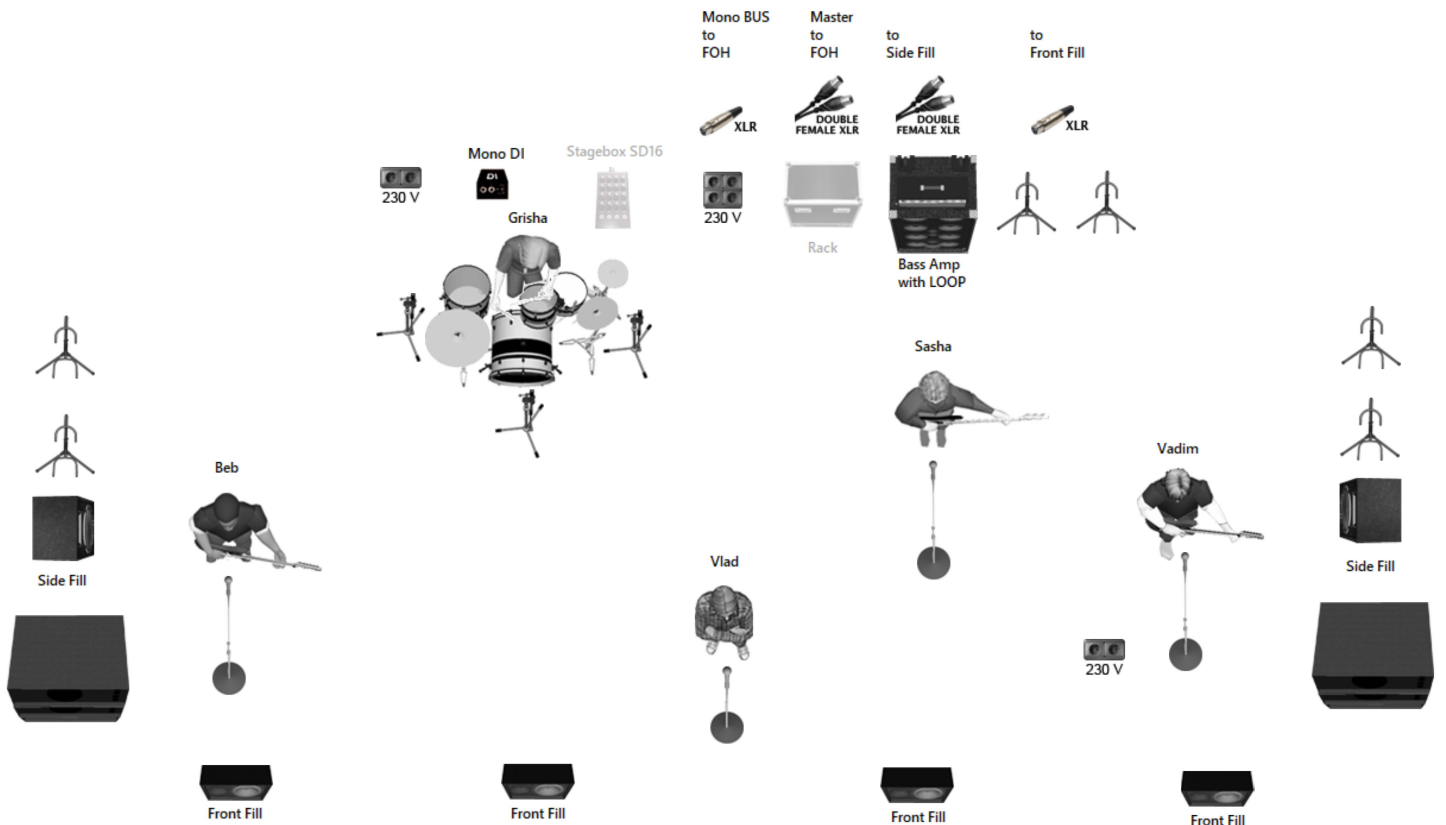 Mono BUS
to
FOH
Master
to
FOH
to
Side Fill
to
Front Fill
XLR
DOUBLE
FEMALE XLR
DOUBLE
FEMALE XLR
XLR
Mono DI
Stagebox SD16
DI
230 V
230 V
Grisha
Rack
Bass Amp
with LOOP
Sasha
Beb
Vadim
Vlad
Side Fill
Side Fill
230 V
Front Fill
Front Fill
Front Fill
Front Fill